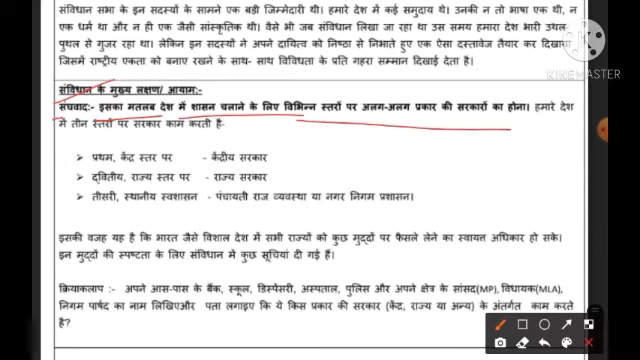 संविधान सभा के इन सदस्यों के सामने एक बड़ी जिम्मेदारी थी। हमारे देश में कई समुदाय थे। उनकी न तो भाषा एक थी, न
एक धर्म था और न ही एक जैसी सांस्कृतिक थी। वैसे भी जब संविधान लिखा जा रहा था उस समय हमारा देश भारी उथल-
पुथल से गुजर रहा था। लेकिन इन सदस्यों ने अपने दायित्व को निष्ठा से निभाते हुए एक ऐसा दस्तावेज तैयार कर दिखाया
जिसमें राष्ट्रीय एकता को बनाए रखने के साथ- साथ विविधता के प्रति गहरा सम्मान दिखाई देता है।
KINEMASTER
संविधान के मुख्य लक्षण/ आयाम:-
संघवाद:- इसका मतलब देश में शासन चलाने के लिए विभिन्न स्तरों पर अलग-अलग प्रकार की सरकारों का होना। हमारे देश
में तीन स्तरों पर सरकार काम करती है-
➢ प्रथम, केंद्र स्तर पर - केंद्रीय सरकार
➢ द्वितीय, राज्य स्तर पर - राज्य सरकार
➢ तीसरी, स्थानीय स्वशासन - पंचायती राज व्यवस्था या नगर निगम प्रशासन।
इसकी वजह यह है कि भारत जैसे विशाल देश में सभी राज्यों को कुछ मुद्दों पर फैसले लेने का स्वायत्त अधिकार हो सके।
इन मुद्दों की स्पष्टता के लिए संविधान में कुछ सूचियां दी गई हैं।
क्रियाकलाप :- अपने आस-पास के बैंक, स्कूल, डिस्पेंसरी, अस्पताल, पुलिस और अपने क्षेत्र के सांसद(MP), विधायक(MLA),
निगम पार्षद का नाम लिखिएऔर पता लगाइए कि ये किस प्रकार की सरकार (केंद्र, राज्य या अन्य) के अंतर्गत काम करते
है?